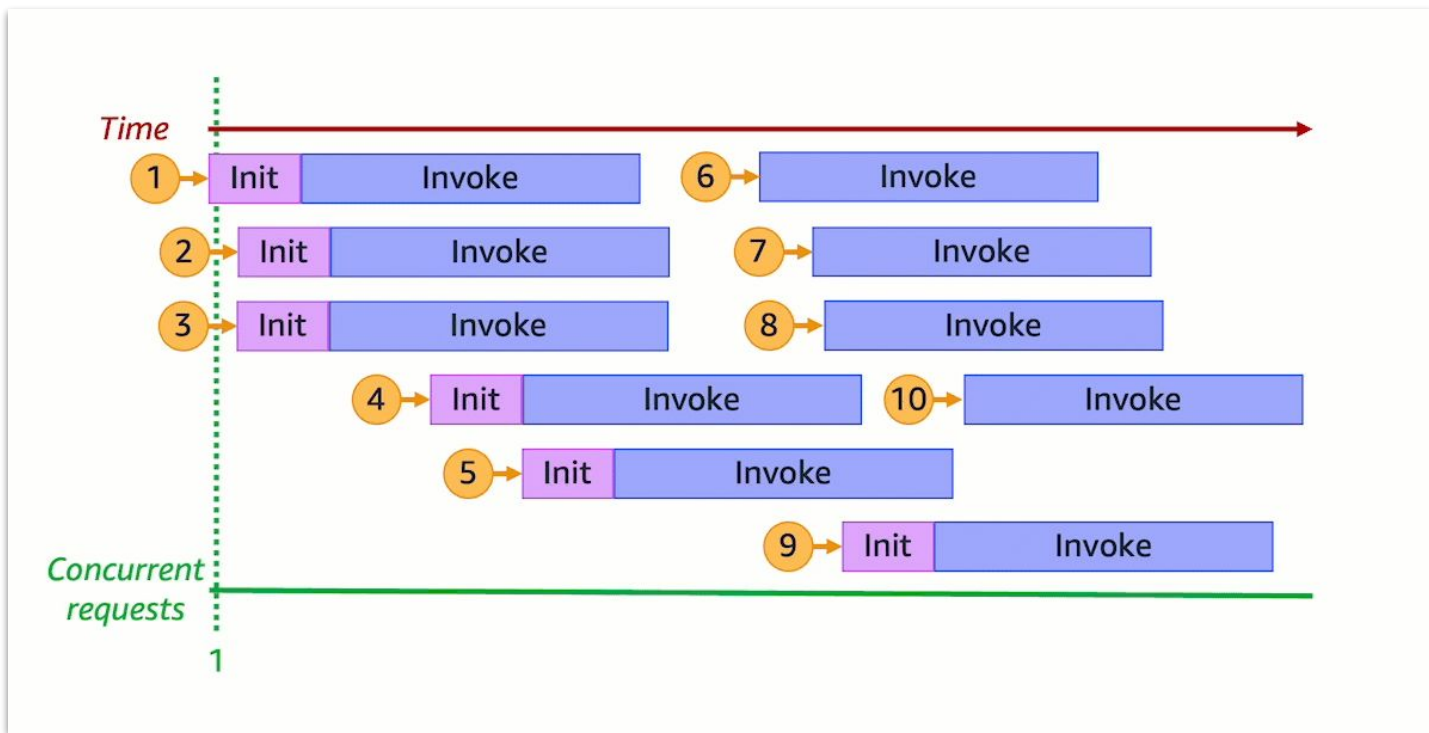 Time
1 Init Invoke 6 Invoke
2 Init Invoke 7 Invoke
3 Init Invoke 8 Invoke
4 Init Invoke 10 Invoke
5 Init Invoke
9 Init Invoke
Concurrent
requests
1